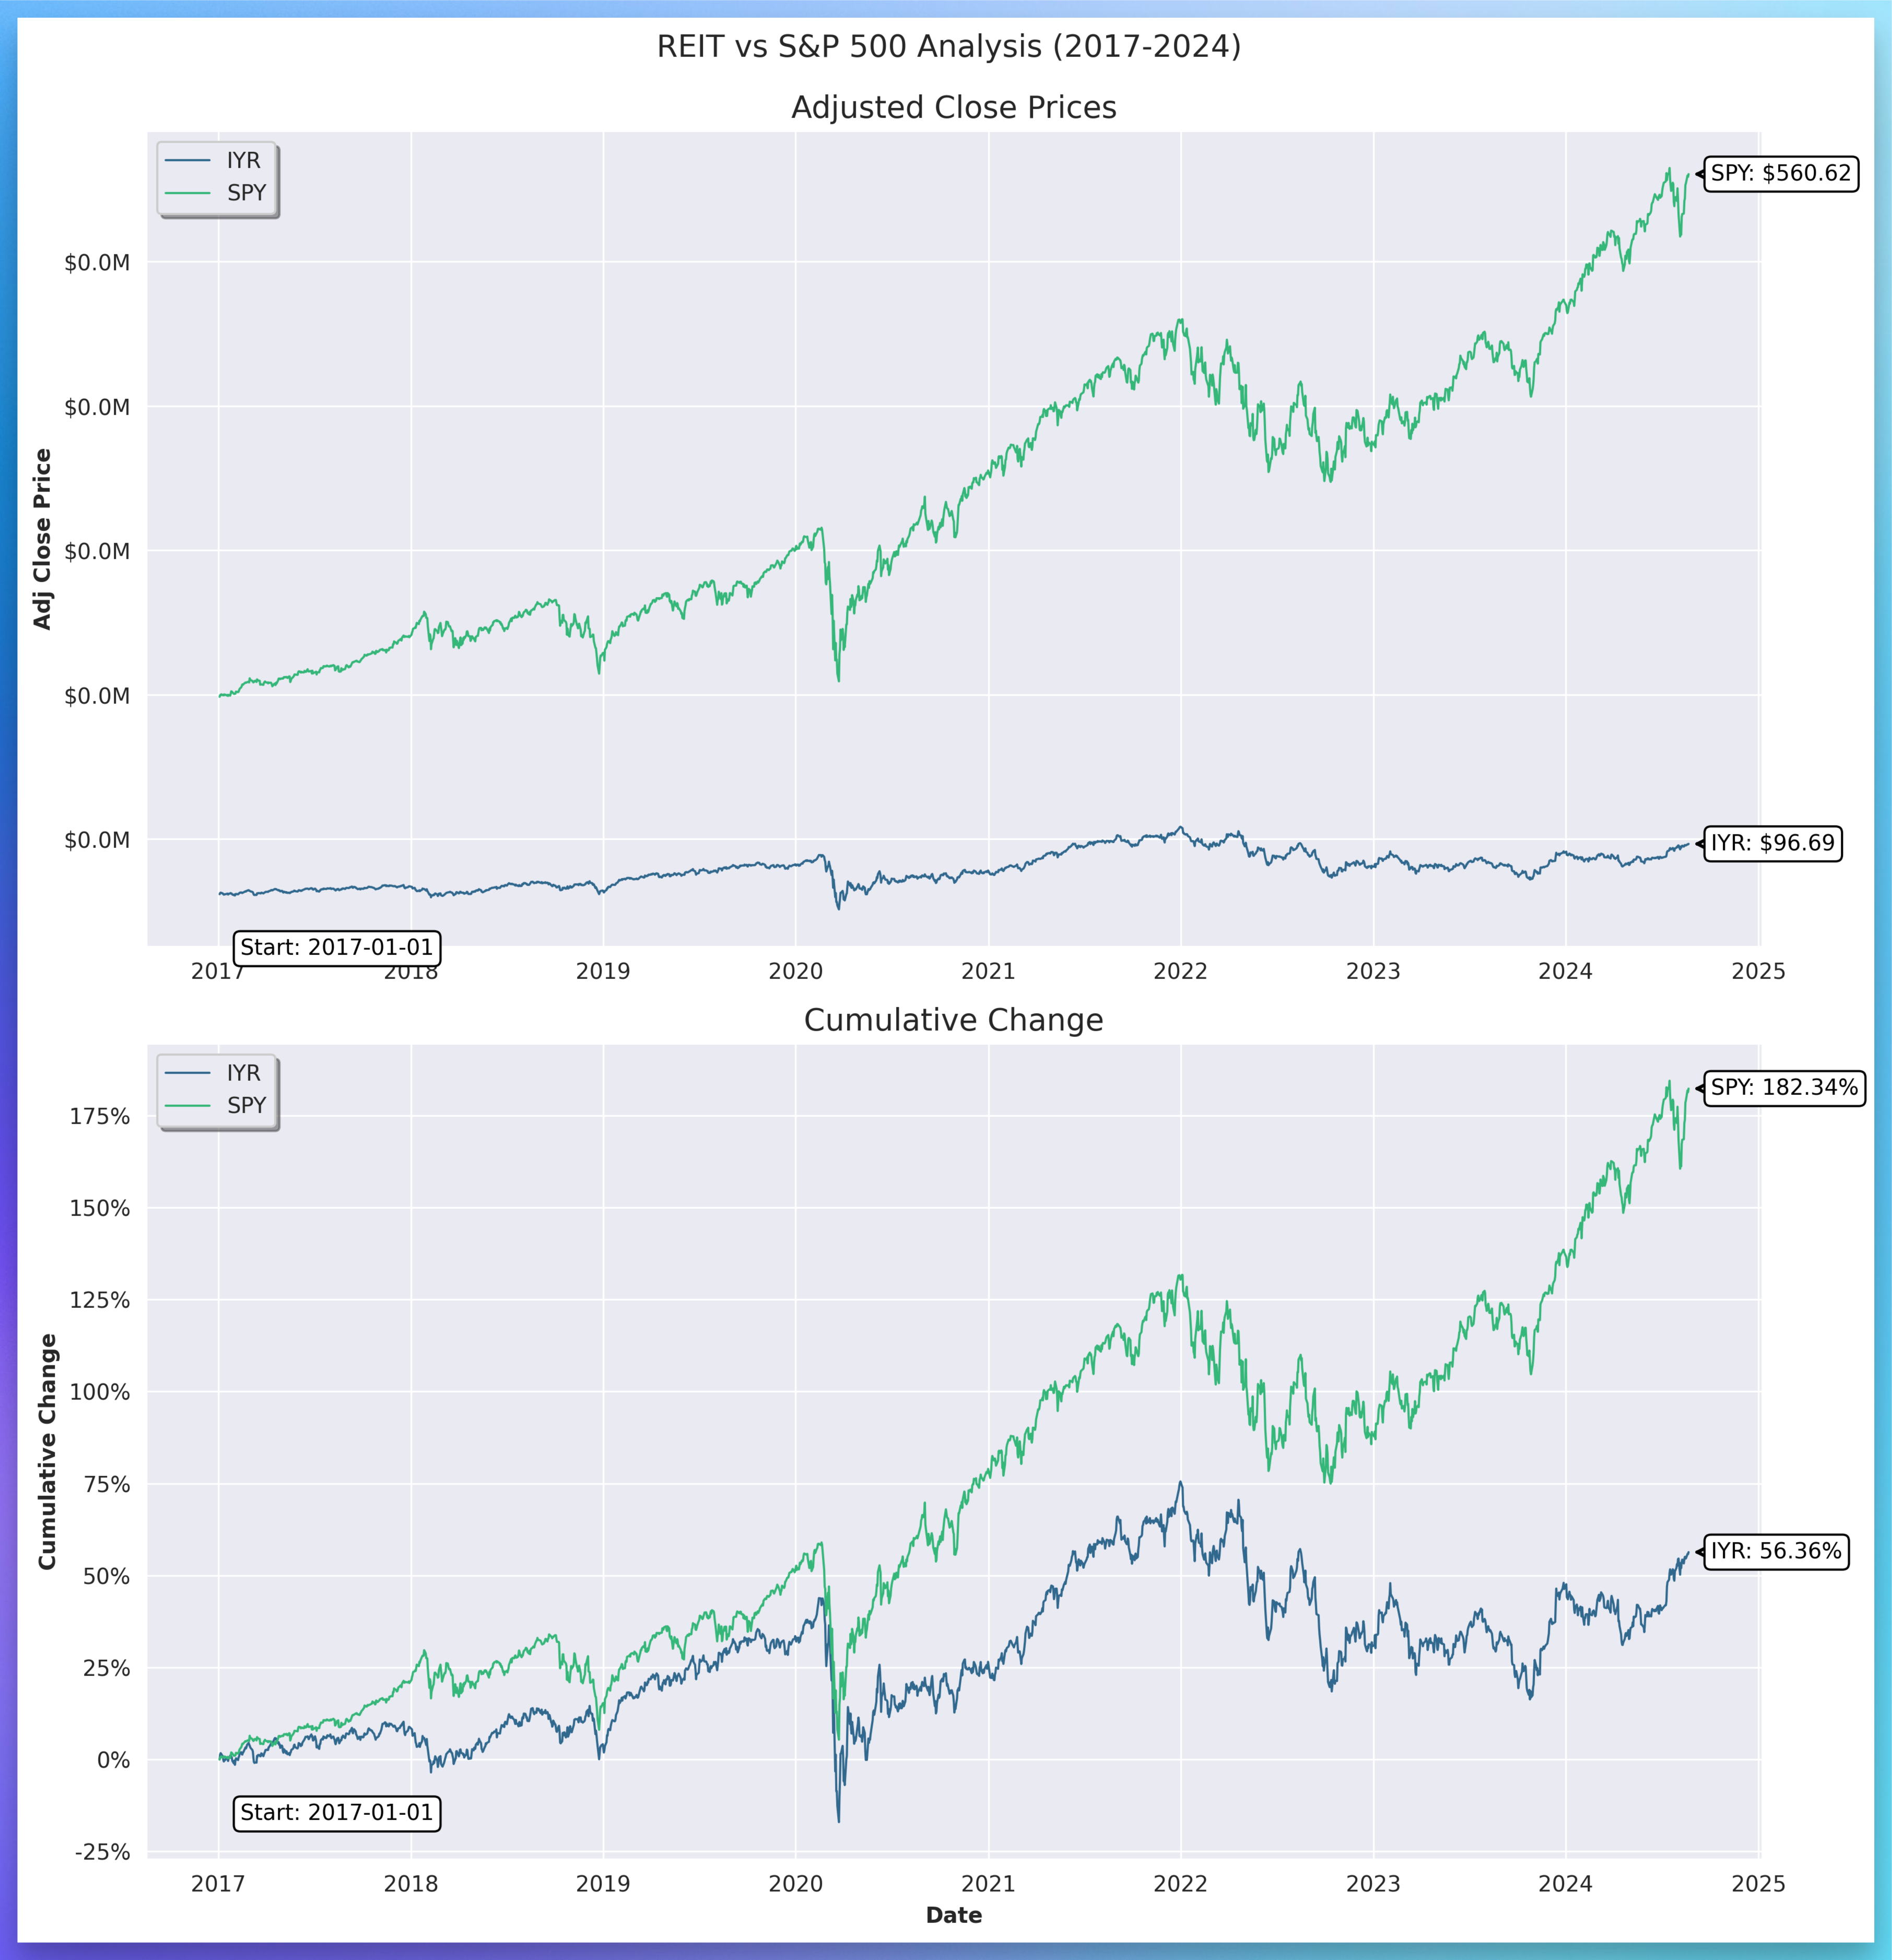 REIT vs S&P 500 Analysis (2017-2024)
Adjusted Close Prices
IYR
SPY
SPY: $560.62
$0.0M
$0.0M
$0.0M
$0.0M
$0.0M
Adj Close Price
IYR: $96.69
Start: 2017-01-01
2017 2018 2019 2020 2021 2022 2023 2024 2025
Cumulative Change
IYR
SPY
SPY: 182.34%
175%
150%
125%
100%
75%
50%
25%
0%
-25%
Cumulative Change
IYR: 56.36%
Start: 2017-01-01
2017 2018 2019 2020 2021 2022 2023 2024 2025
Date